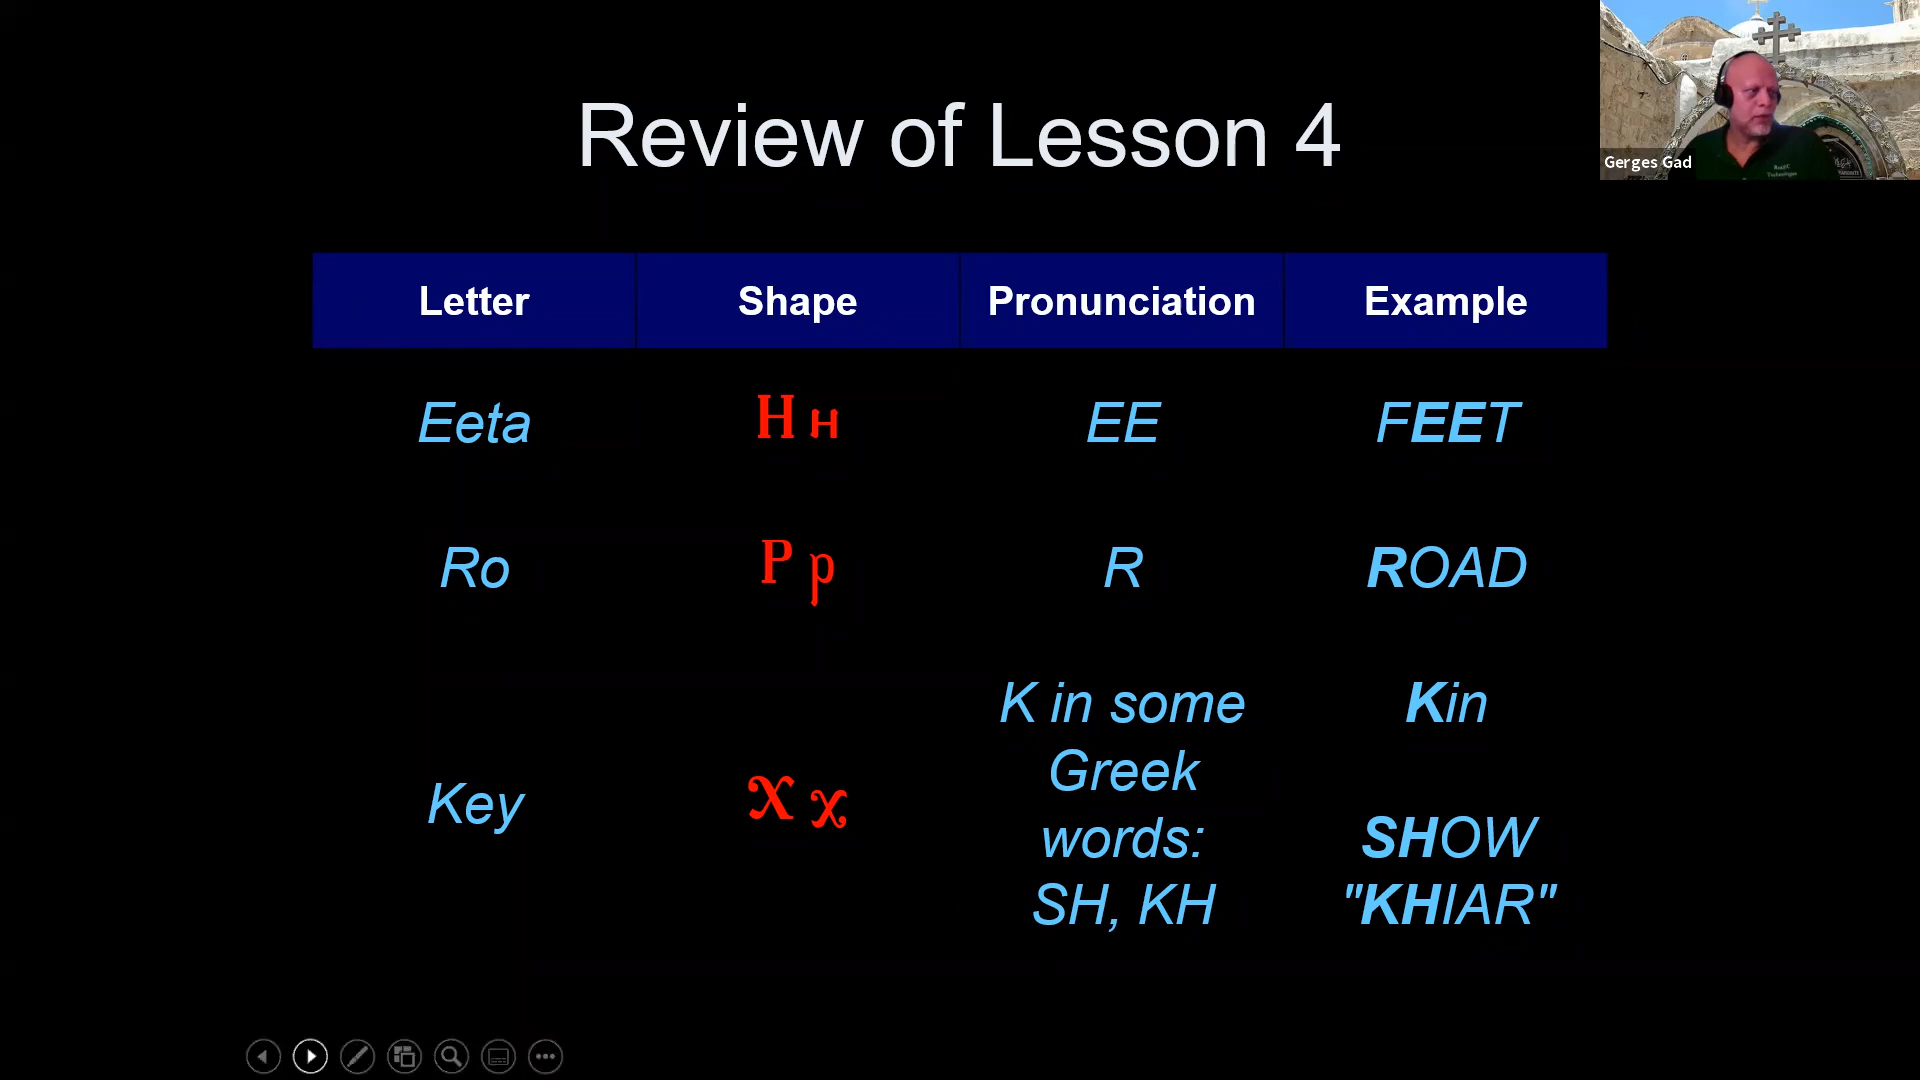 Review of Lesson 4
Gerges Gad
Letter Shape Pronunciation Example
Eeta Ⲏ ⲏ EE FEET
Ro Ⲣ ⲣ R ROAD
Key Ⲭ ⲭ K in some Kin
Greek
words: SHOW
SH, KH "KHIAR"